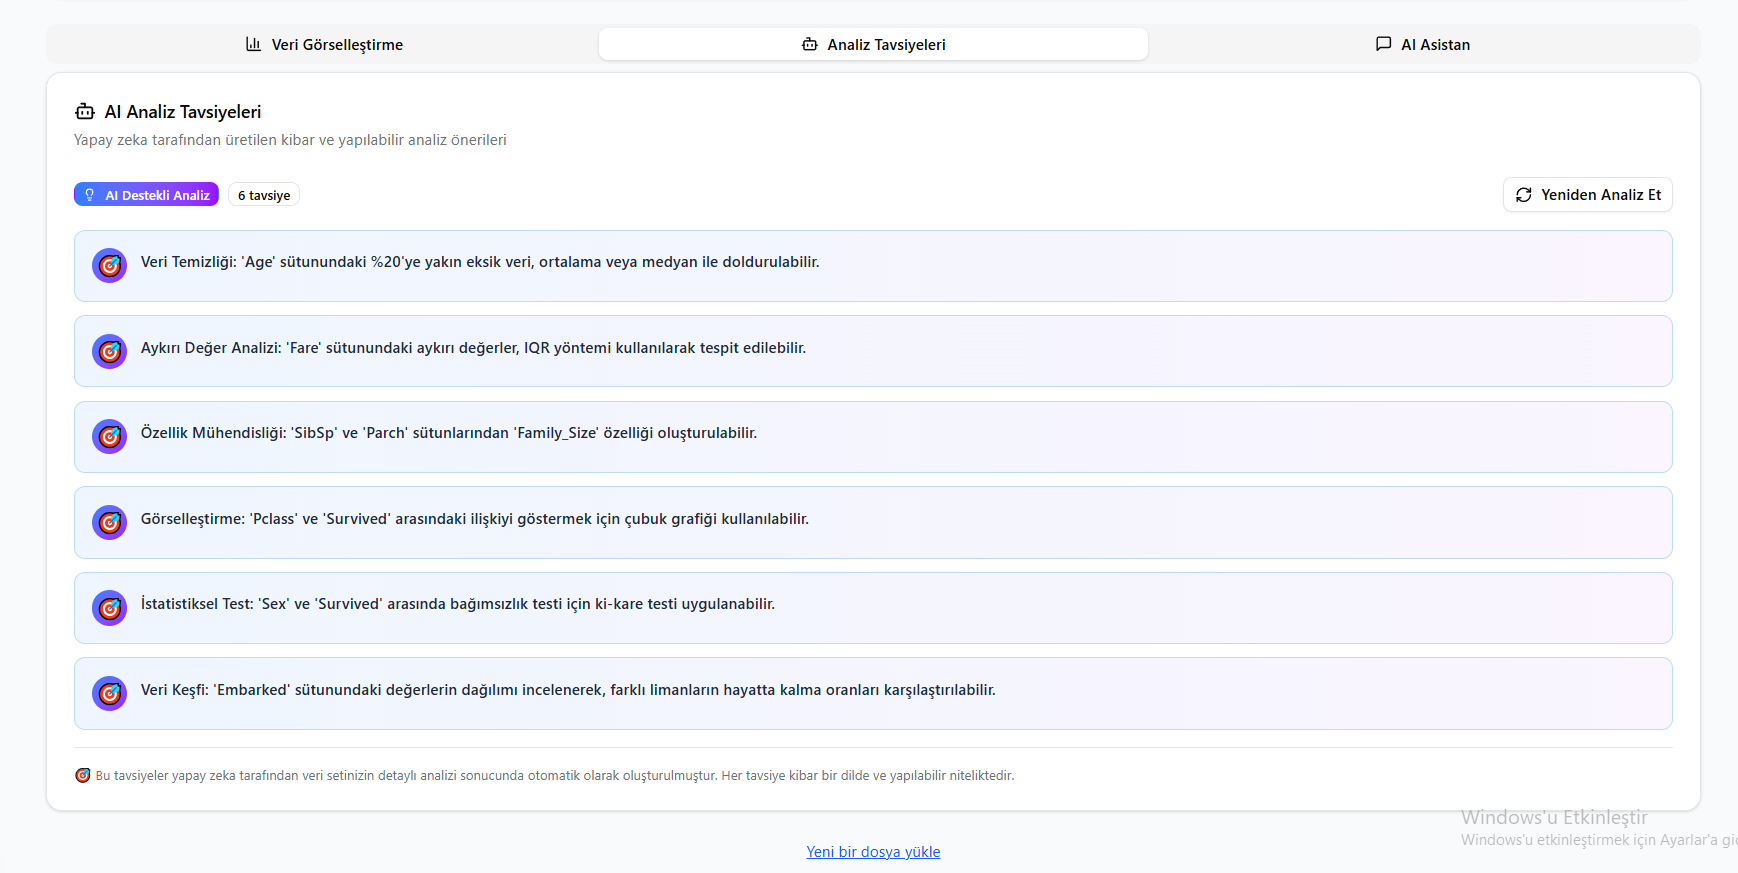 Veri Görselleştirme
Analiz Tavsiyeleri
AI Asistan
AI Analiz Tavsiyeleri
Yapay zeka tarafından üretilen kibar ve yapılabilir analiz önerileri
AI Destekli Analiz
6 tavsiye
Yeniden Analiz Et
Veri Temizliği: 'Age' sütunundaki %20'ye yakın eksik veri, ortalama veya medyan ile doldurulabilir.
Aykırı Değer Analizi: 'Fare' sütunundaki aykırı değerler, IQR yöntemi kullanılarak tespit edilebilir.
Özellik Mühendisliği: 'SibSp' ve 'Parch' sütunlarından 'Family_Size' özelliği oluşturulabilir.
Görselleştirme: 'Pclass' ve 'Survived' arasındaki ilişkiyi göstermek için çubuk grafiği kullanılabilir.
İstatistiksel Test: 'Sex' ve 'Survived' arasında bağımsızlık testi için ki-kare testi uygulanabilir.
Veri Keşfi: 'Embarked' sütunundaki değerlerin dağılımı incelenerek, farklı limanların hayatta kalma oranları karşılaştırılabilir.
Bu tavsiyeler yapay zeka tarafından veri setinizin detaylı analizi sonucunda otomatik olarak oluşturulmuştur. Her tavsiye kibar bir dilde ve yapılabilir niteliktedir.
Windows'u Etkinleştir
Windows'u etkinleştirmek için Ayarlar'a
Yeni bir dosya yükle